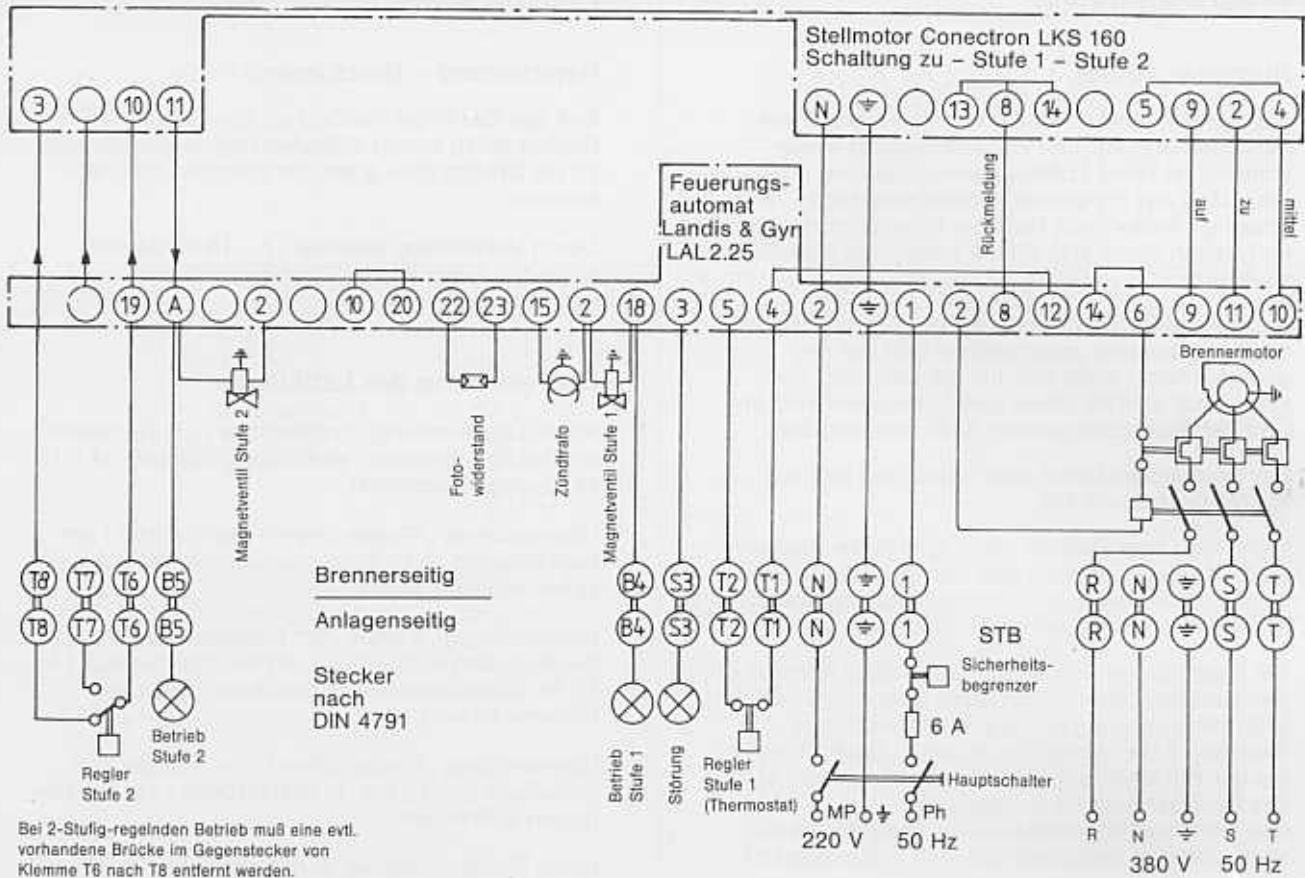 Stellmotor Conectron LKS 160
Schaltung zu – Stufe 1 – Stufe 2
3 10 11 N 13 8 14 5 9 2 4
Feuerungs-
automat
Landis & Gyn
LAL 2.25
Rückmeldung
auf
zu
mittel
19 A 2 10 20 22 23 15 2 18 3 5 4 2 1 2 8 12 14 6 9 11 10
Brennermotor
Magnetventil Stufe 2
Foto-
widerstand
Zündtrafo
Magnetventil Stufe 1
T8 T7 T6 B5
Brennerseitig
B4 S3 T2 T1 N 1
R N S T
T8 T7 T6 B5
Anlagenseitig
B4 S3 T2 T1 N 1
STB
R N S T
Stecker
nach
DIN 4791
Sicherheits-
begrenzer
6 A
Betrieb
Stufe 2
Regler
Stufe 2
Betrieb
Stufe 1
Störung
Regler
Stufe 1
(Thermostat)
Hauptschalter
MP Ph
220 V 50 Hz
R N S T
380 V 50 Hz
Bei 2-Stufig-regelnden Betrieb muß eine evtl.
vorhandene Brücke im Gegenstecker von
Klemme T6 nach T8 entfernt werden.